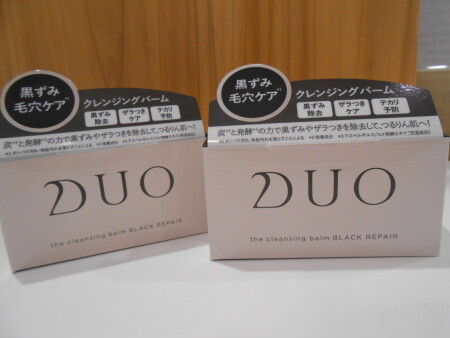 黒ずみ
毛穴ケア
クレンジングバーム
黒ずみ
除去
ザラつき
ケア
テカリ
予防
炭と発酵の力で黒ずみやザラつきを除去して、つるりん肌へ!
DUO
the cleansing balm BLACK REPAIR
黒ずみ
毛穴ケア
クレンジングバーム
黒ずみ
除去
ザラつき
ケア
テカリ
予防
炭と発酵の力で黒ずみやザラつきを除去して、つるりん肌へ!
DUO
the cleansing balm BLACK REPAIR